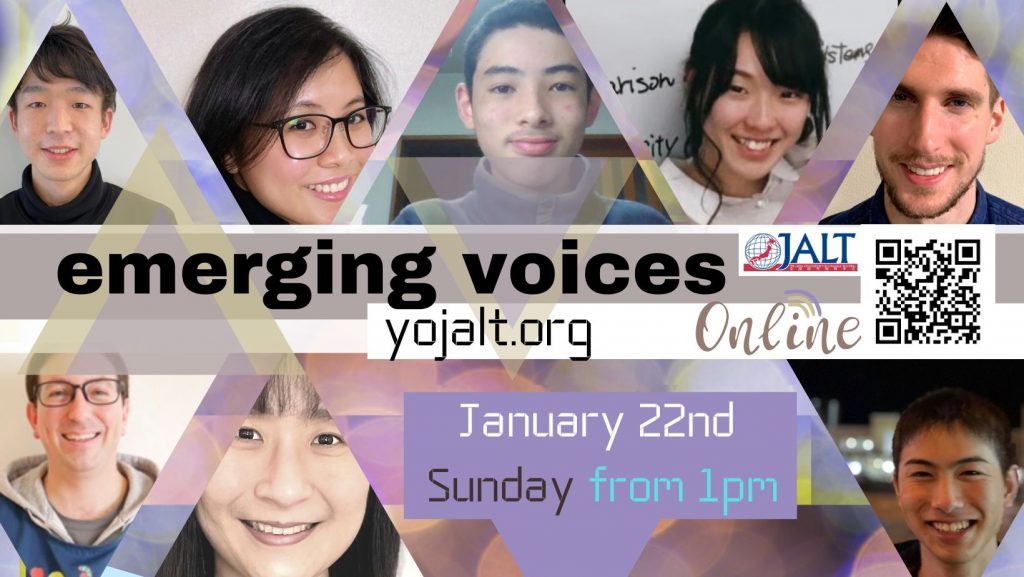 emerging voices
JALT
yojalt.org
Online
January 22nd
Sunday from 1pm